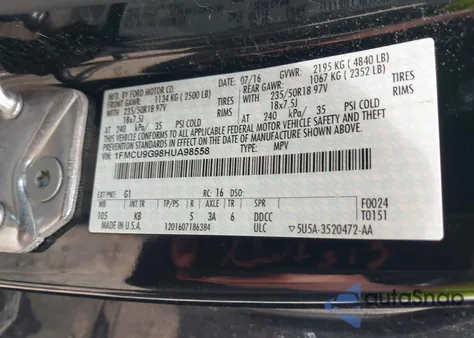 MFD. BY FORD MOTOR CO.
DATE: 07/16 GVWR: 2195 KG ( 4840 LB)
FRONT GAWR: 1134 KG ( 2500 LB) REAR GAWR: 1067 KG ( 2352 LB)
WITH 235/50R18 97V WITH 235/50R18 97V
TIRES 18x7.5J RIMS TIRES 18x7.5J RIMS
AT 240 kPa/ 35 PSI COLD AT 240 kPa/ 35 PSI COLD
THIS VEHICLE CONFORMS TO ALL APPLICABLE FEDERAL MOTOR VEHICLE SAFETY, BUMPER, AND THEFT PREVENTION STANDARDS IN
EFFECT ON THE DATE OF MANUFACTURE SHOWN ABOVE.
VIN: 1FMCU9G98HUA98558 TYPE: MPV
EXT PNT: G1 RC: 16 DSO: F0024
WB BRK INT TR TP/PS R AXLE TR SPR T0151
105 KB 5 3A 6 DDCC
MADE IN U.S.A. 1201607186384 ULC 5U5A-3520472-AA
autoSnap